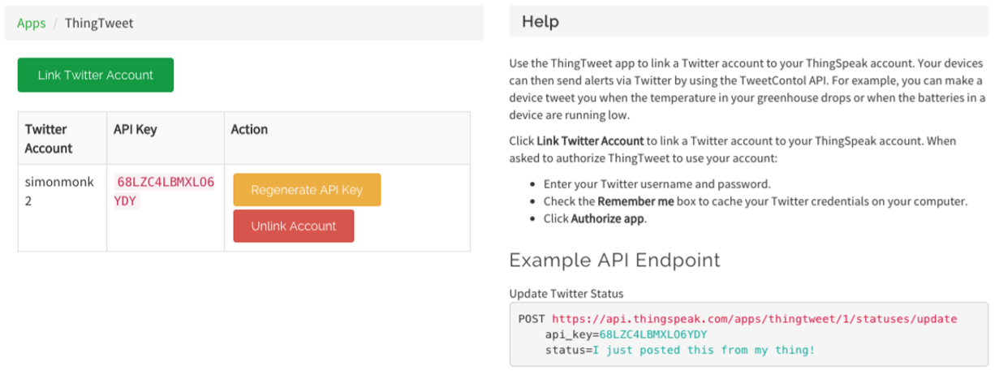 Apps / ThingTweet
Link Twitter Account
Twitter Account
API Key
Action
simonmonk
2
68LZC4LBMXLO6
YDY
Regenerate API Key
Unlink Account
Help
Use the ThingTweet app to link a Twitter account to your ThingSpeak account. Your devices
can then send alerts via Twitter by using the TweetContol API. For example, you can make a
device tweet you when the temperature in your greenhouse drops or when the batteries in a
device are running low.
Click Link Twitter Account to link a Twitter account to your ThingSpeak account. When
asked to authorize ThingTweet to use your account:
• Enter your Twitter username and password.
• Check the Remember me box to cache your Twitter credentials on your computer.
• Click Authorize app.
Example API Endpoint
Update Twitter Status
POST https://api.thingspeak.com/apps/thingtweet/1/statuses/update
api_key=68LZC4LBMXLO6YDY
status=I just posted this from my thing!